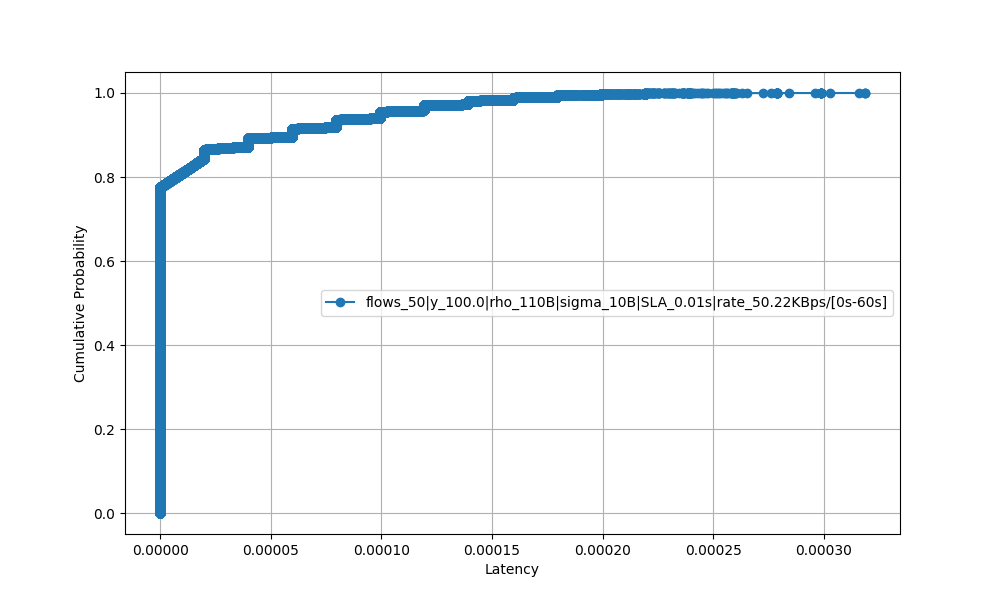 1.0
0.8
0.6
0.4
0.2
0.0
Cumulative Probability
flows_50|y_100.0|rho_110B|sigma_10B|SLA_0.01s|rate_50.22KBps/[0s-60s]
0.00000 0.00005 0.00010 0.00015 0.00020 0.00025 0.00030
Latency